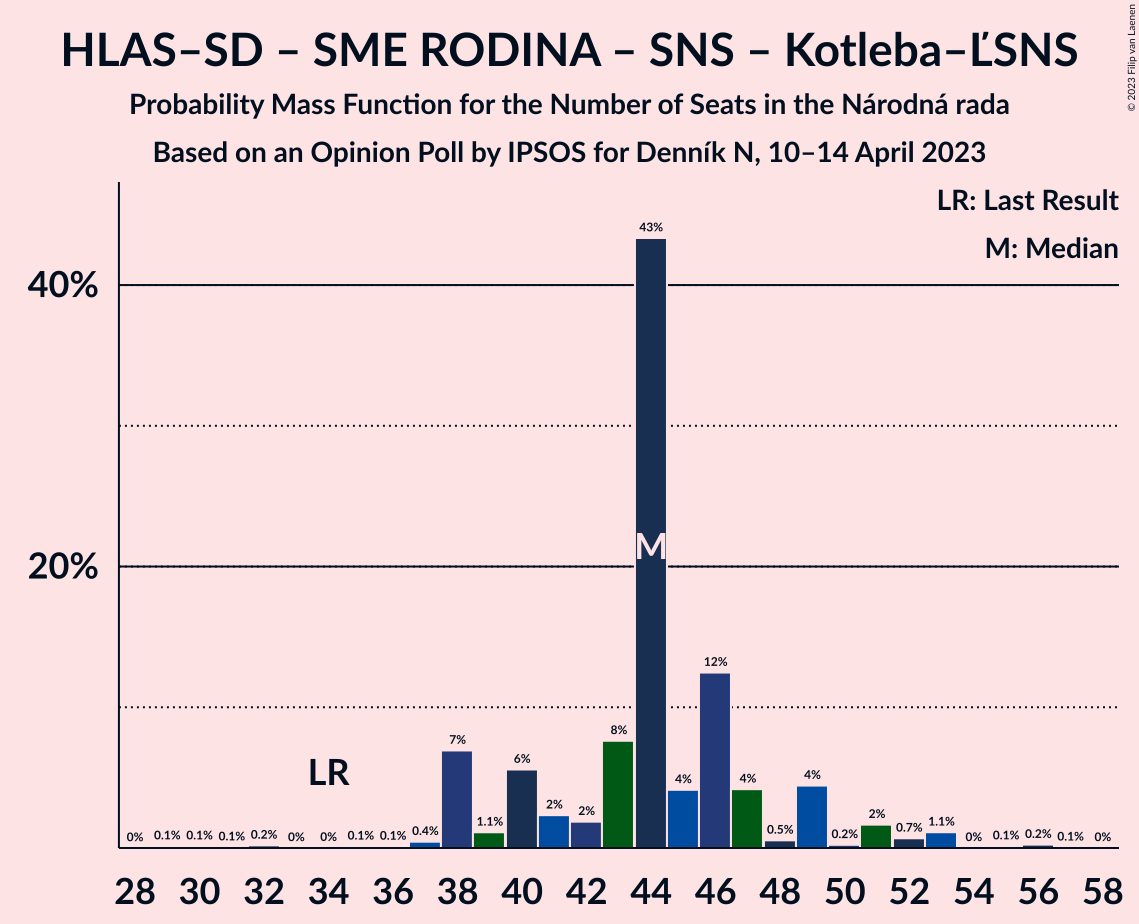 HLAS–SD – SME RODINA – SNS – Kotleba–ĽSNS
Probability Mass Function for the Number of Seats in the Národná rada
Based on an Opinion Poll by IPSOS for Denník N, 10–14 April 2023
© 2023 Filip van Laenen
LR: Last Result
M: Median
40%
20%
LR
M
0% 0.1% 0.1% 0.1% 0.2% 0% 0% 0.1% 0.1% 0.4% 7% 1.1% 6% 2% 2% 8% 43% 4% 12% 4% 0.5% 4% 0.2% 2% 0.7% 1.1% 0% 0.1% 0.2% 0.1% 0%
28 30 32 34 36 38 40 42 44 46 48 50 52 54 56 58